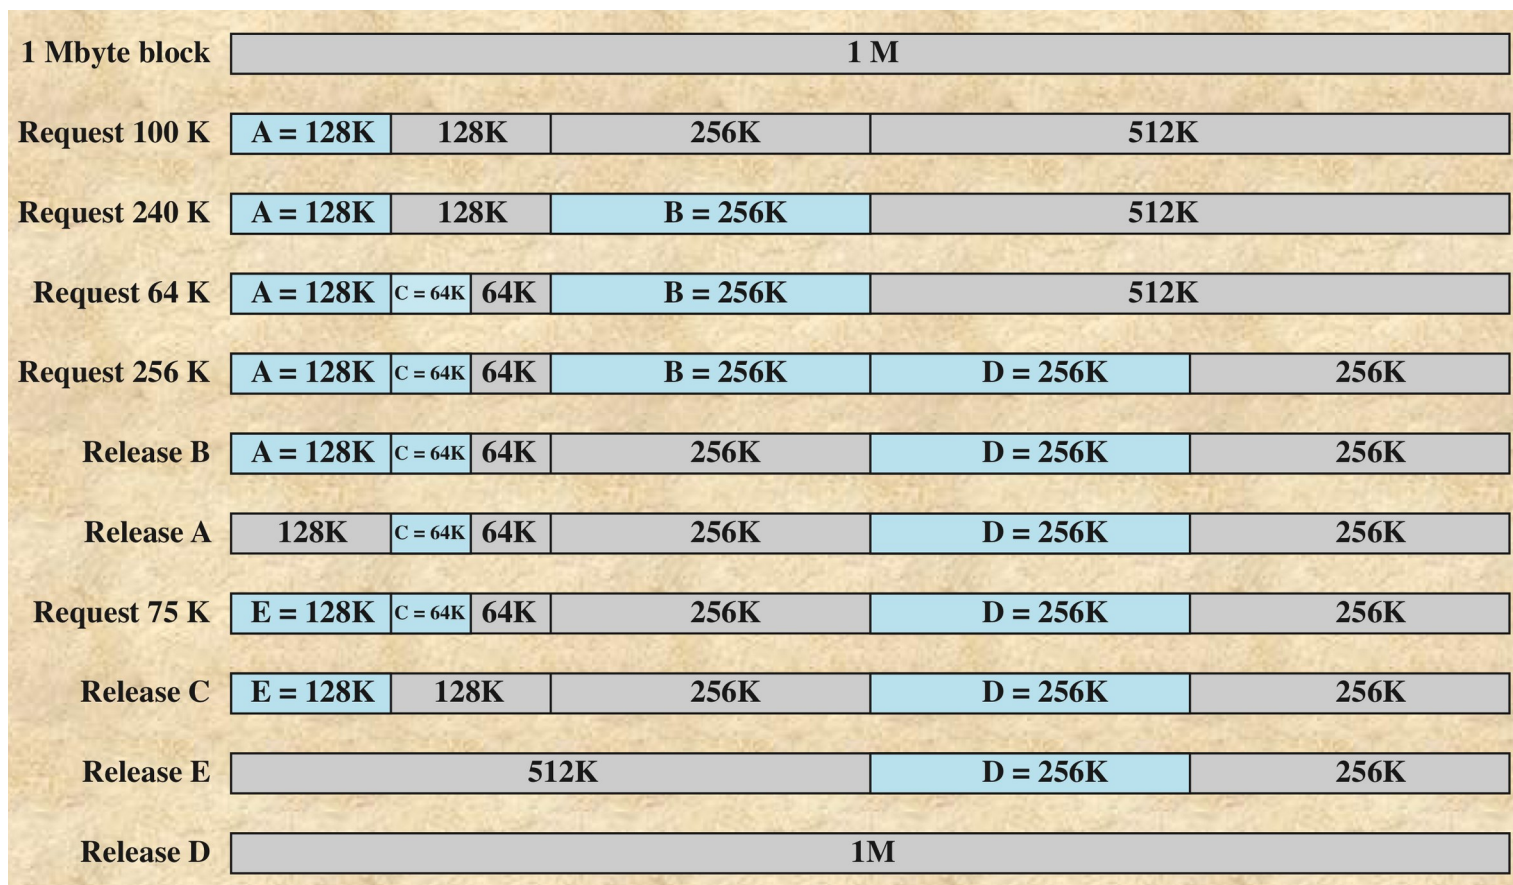 1 Mbyte block 1 M
Request 100 K A = 128K 128K 256K 512K
Request 240 K A = 128K 128K B = 256K 512K
Request 64 K A = 128K C = 64K 64K B = 256K 512K
Request 256 K A = 128K C = 64K 64K B = 256K D = 256K 256K
Release B A = 128K C = 64K 64K 256K D = 256K 256K
Release A 128K C = 64K 64K 256K D = 256K 256K
Request 75 K E = 128K C = 64K 64K 256K D = 256K 256K
Release C E = 128K 128K 256K D = 256K 256K
Release E 512K D = 256K 256K
Release D 1M